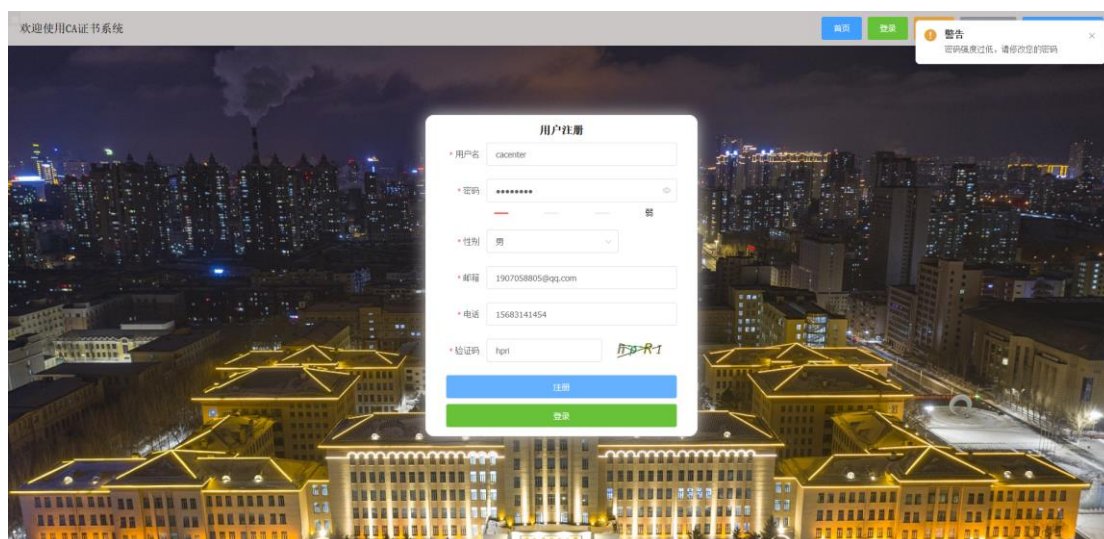 欢迎使用CA证书系统
首页
登录
警告
密码强度过低，请修改您的密码
用户注册
* 用户名 cacenter
* 密码 ••••••••
弱
* 性别 男
* 邮箱 1907058805@qq.com
* 电话 15683141454
* 验证码 hpri
注册
登录